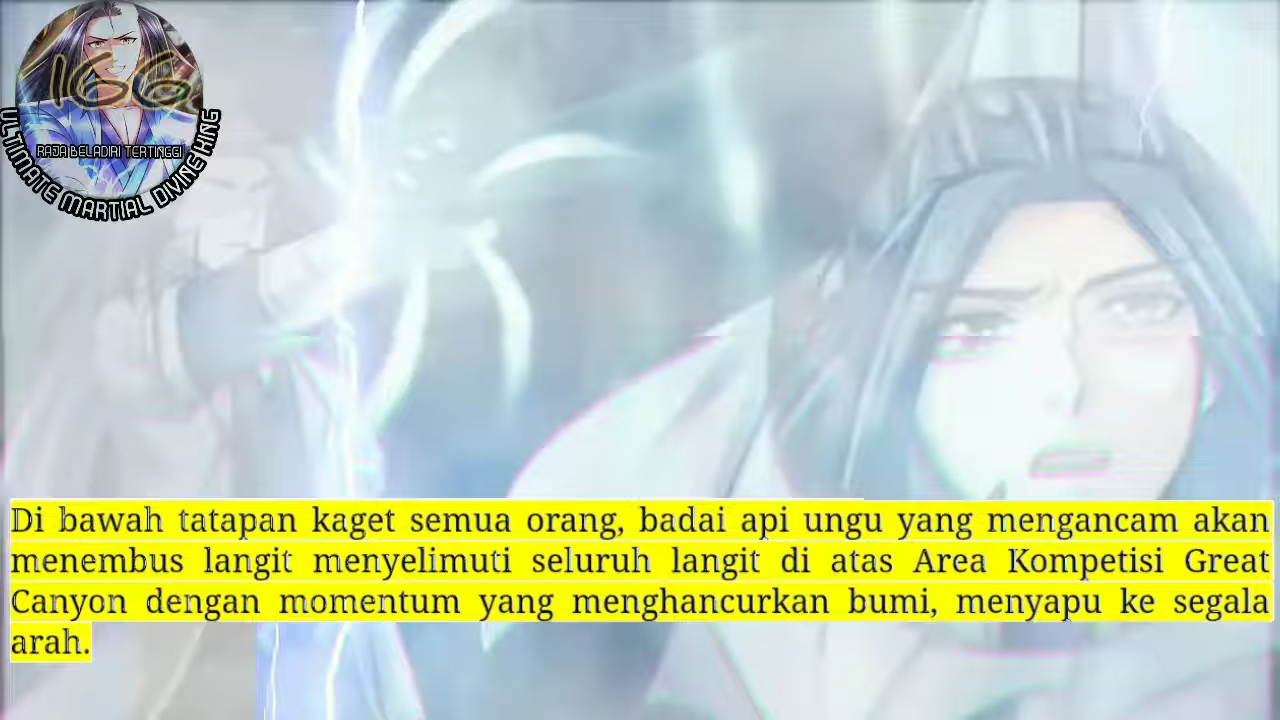 166
RAJA BELADIRI TERTINGGI
ULTIMATE MARTIAL DIVINE KING
Di bawah tatapan kaget semua orang, badai api ungu yang mengancam akan
menembus langit menyelimuti seluruh langit di atas Area Kompetisi Great
Canyon dengan momentum yang menghancurkan bumi, menyapu ke segala
arah.